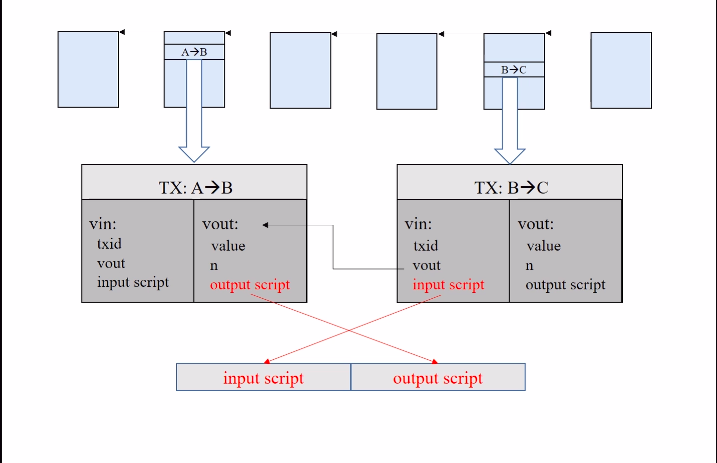 A→B
B→C
TX: A→B
vin:
txid
vout
input script
vout:
value
n
output script
TX: B→C
vin:
txid
vout
input script
vout:
value
n
output script
input script
output script